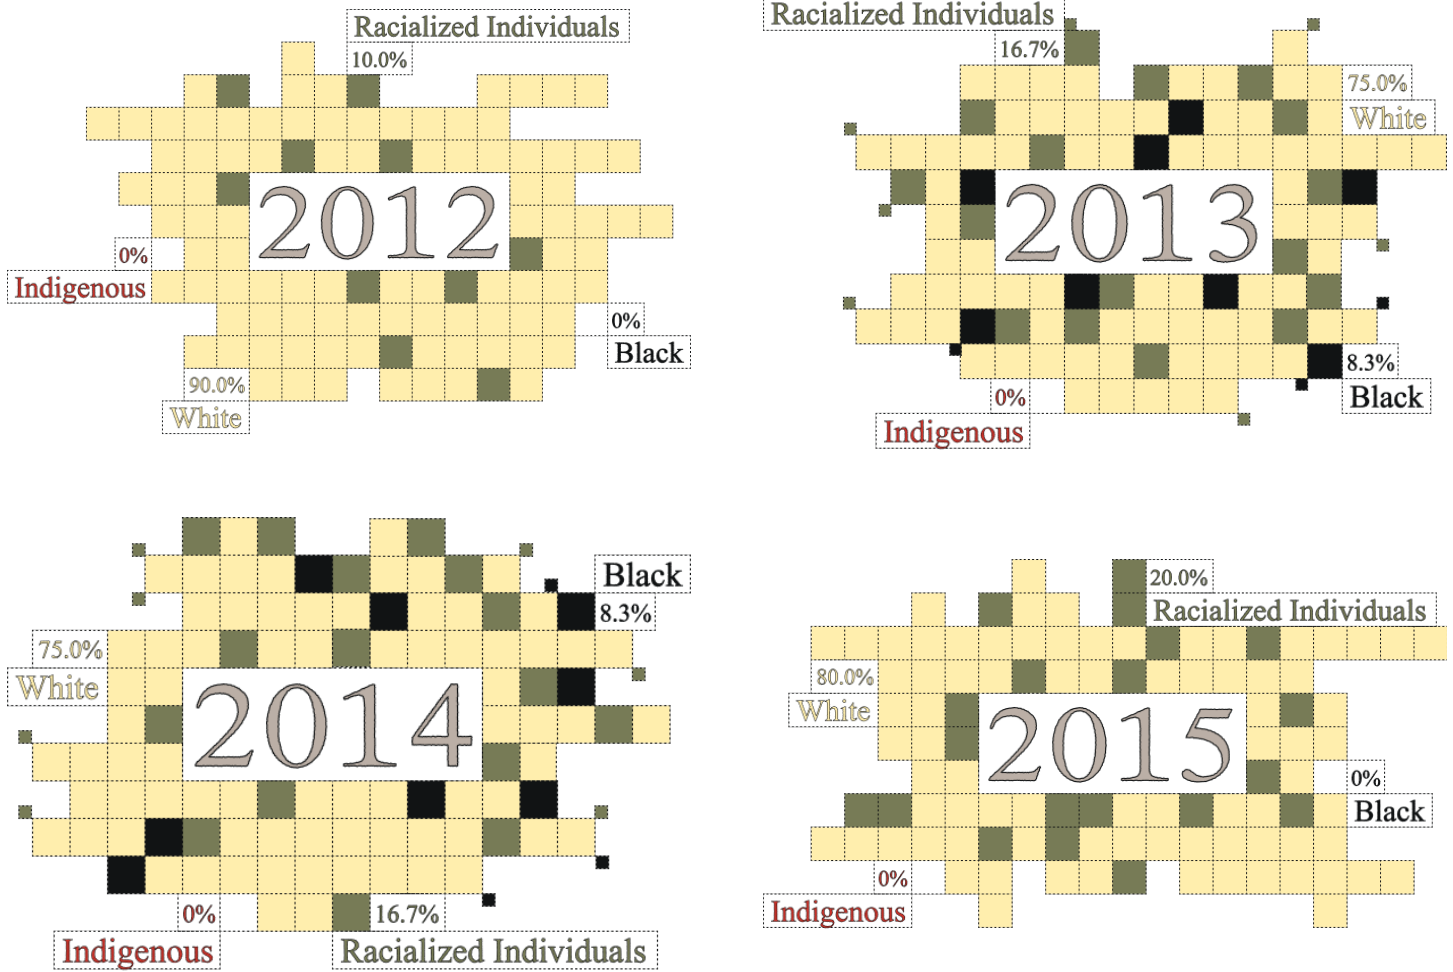 Racialized Individuals
10.0%
2012
0%
Indigenous
0%
Black
90.0%
White
Racialized Individuals
16.7%
75.0%
White
2013
8.3%
Black
0%
Indigenous
Black
8.3%
75.0%
White
2014
0%
Indigenous
16.7%
Racialized Individuals
20.0%
Racialized Individuals
80.0%
White
2015
0%
Black
0%
Indigenous